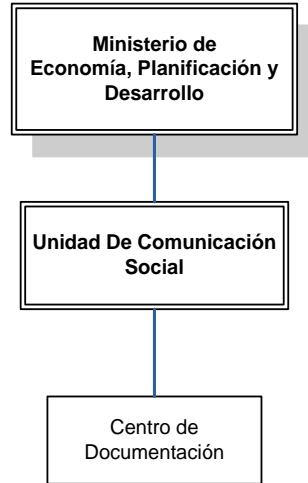 Ministerio de
Economía, Planificación y
Desarrollo
Unidad De Comunicación
Social
Centro de
Documentación